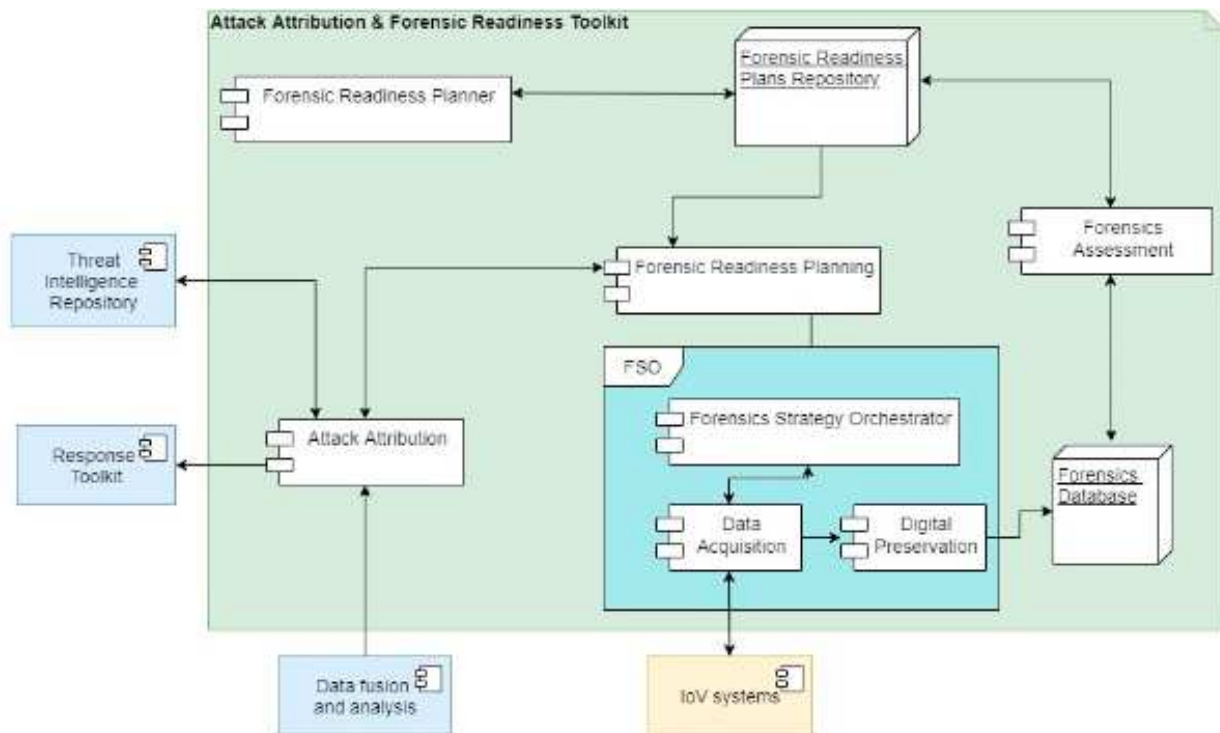 Attack Attribution & Forensic Readiness Toolkit
Forensic Readiness
Plans Repository
Forensic Readiness Planner
Forensics
Assessment
Threat
Intelligence
Repository
Forensic Readiness Planning
FSO
Forensics Strategy Orchestrator
Attack Attribution
Response
Toolkit
Forensics
Database
Data
Acquisition
Digital
Preservation
Data fusion
and analysis
IoV systems